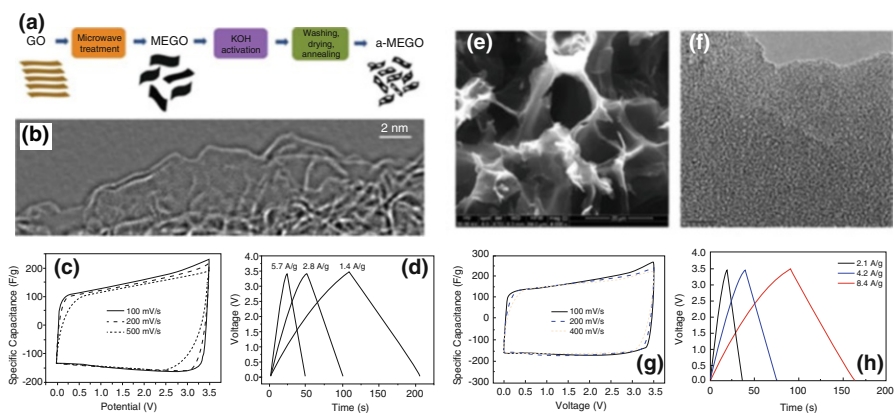 (a)
GO
Microwave
treatment
MEGO
KOH
activation
Washing,
drying,
annealing
a-MEGO
(b)
2 nm
(c)
Specific Capacitance (F/g)
200
100
0
-100
-200
100 mV/s
200 mV/s
500 mV/s
0.0 0.5 1.0 1.5 2.0 2.5 3.0 3.5
Potential (V)
(d)
Voltage (V)
4.0
3.5
3.0
2.5
2.0
1.5
1.0
0.5
0.0
5.7 A/g 2.8 A/g 1.4 A/g
0 50 100 150 200
Time (s)
(e)
(f)
(g)
Specific Capacitance (F/g)
300
200
100
0
-100
-200
-300
100 mV/s
200 mV/s
400 mV/s
0.0 0.5 1.0 1.5 2.0 2.5 3.0 3.5
Voltage (V)
(h)
Voltage (V)
4.0
3.5
3.0
2.5
2.0
1.5
1.0
0.5
0.0
2.1 A/g
4.2 A/g
8.4 A/g
0 50 100 150 200
Time (s)